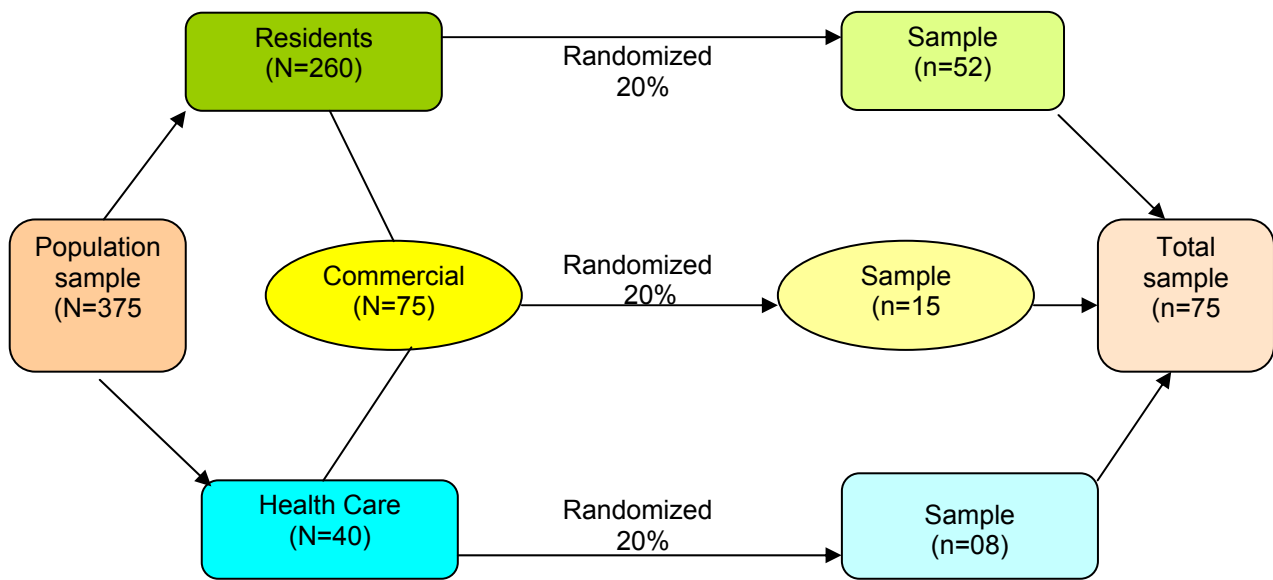 Residents
(N=260)
Randomized
20%
Sample
(n=52)
Population
sample
(N=375
Commercial
(N=75)
Randomized
20%
Sample
(n=15
Total
sample
(n=75
Health Care
(N=40)
Randomized
20%
Sample
(n=08)